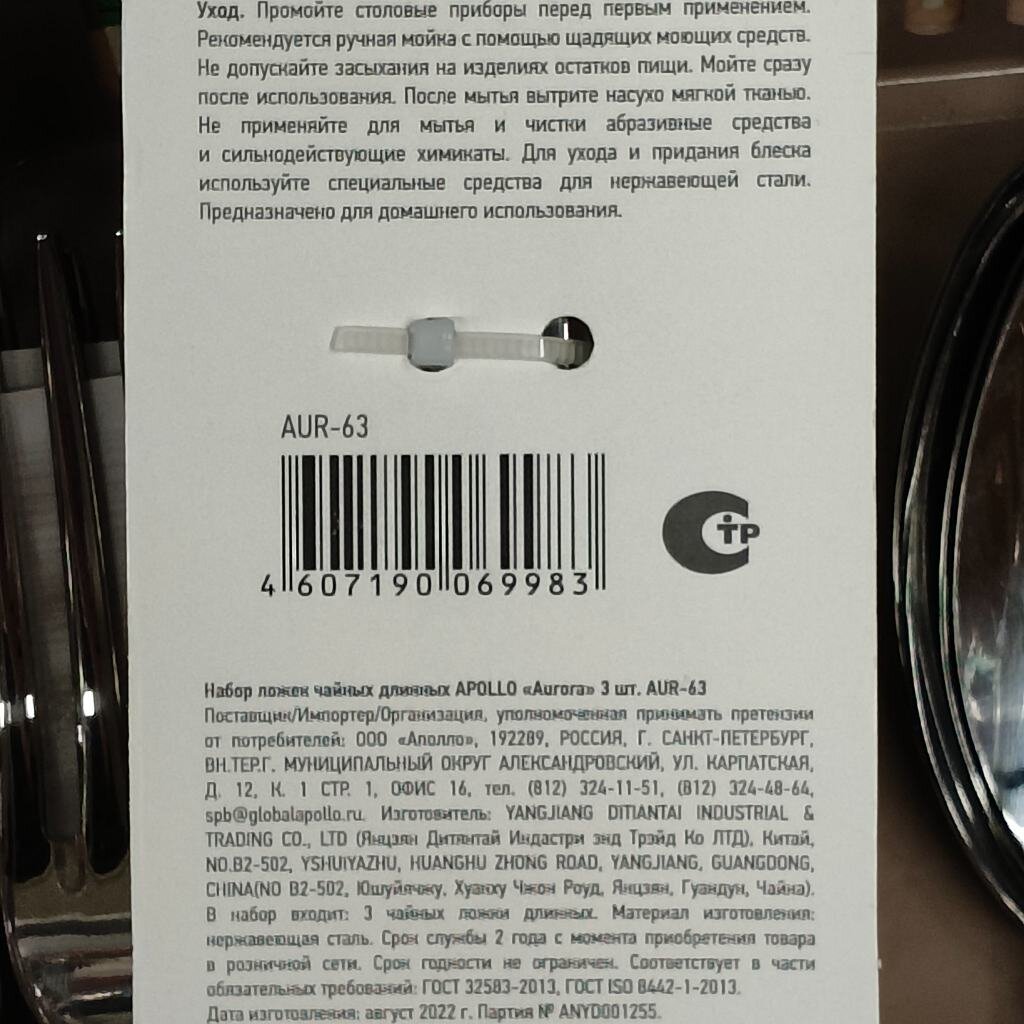 Уход. Промойте столовые приборы перед первым применением.
Рекомендуется ручная мойка с помощью щадящих моющих средств.
Не допускайте засыхания на изделиях остатков пищи. Мойте сразу
после использования. После мытья вытрите насухо мягкой тканью.
Не применяйте для мытья и чистки абразивные средства
и сильнодействующие химикаты. Для ухода и придания блеска
используйте специальные средства для нержавеющей стали.
Предназначено для домашнего использования.
AUR-63
4 607190 069983
СТР
Набор ложек чайных длинных APOLLO «Aurora» 3 шт. AUR-63
Поставщик/Импортер/Организация, уполномоченная принимать претензии
от потребителей: ООО «Аполло», 192289, РОССИЯ, Г. САНКТ-ПЕТЕРБУРГ,
ВН.ТЕР.Г. МУНИЦИПАЛЬНЫЙ ОКРУГ АЛЕКСАНДРОВСКИЙ, УЛ. КАРПАТСКАЯ,
Д. 12, К. 1 СТР. 1, ОФИС 16, тел. (812) 324-11-51, (812) 324-48-64,
spb@globalapollo.ru. Изготовитель: YANGJIANG DITIANTAI INDUSTRIAL &
TRADING CO., LTD (Янцзян Дитянтай Индастри энд Трэйд Ко ЛТД), Китай,
NO.B2-502, YSHUIYAZHU, HUANGHU ZHONG ROAD, YANGJIANG, GUANGDONG,
CHINA(NO B2-502, Юшуйячжу, Хуанху Чжон Роуд, Янцзян, Гуандун, Чайна).
В набор входит: 3 чайных ложки длинных. Материал изготовления:
нержавеющая сталь. Срок службы 2 года с момента приобретения товара
в розничной сети. Срок годности не ограничен. Соответствует в части
обязательных требований: ГОСТ 32583-2013, ГОСТ ISO 8442-1-2013.
Дата изготовления: август 2022 г. Партия № ANYD001255.